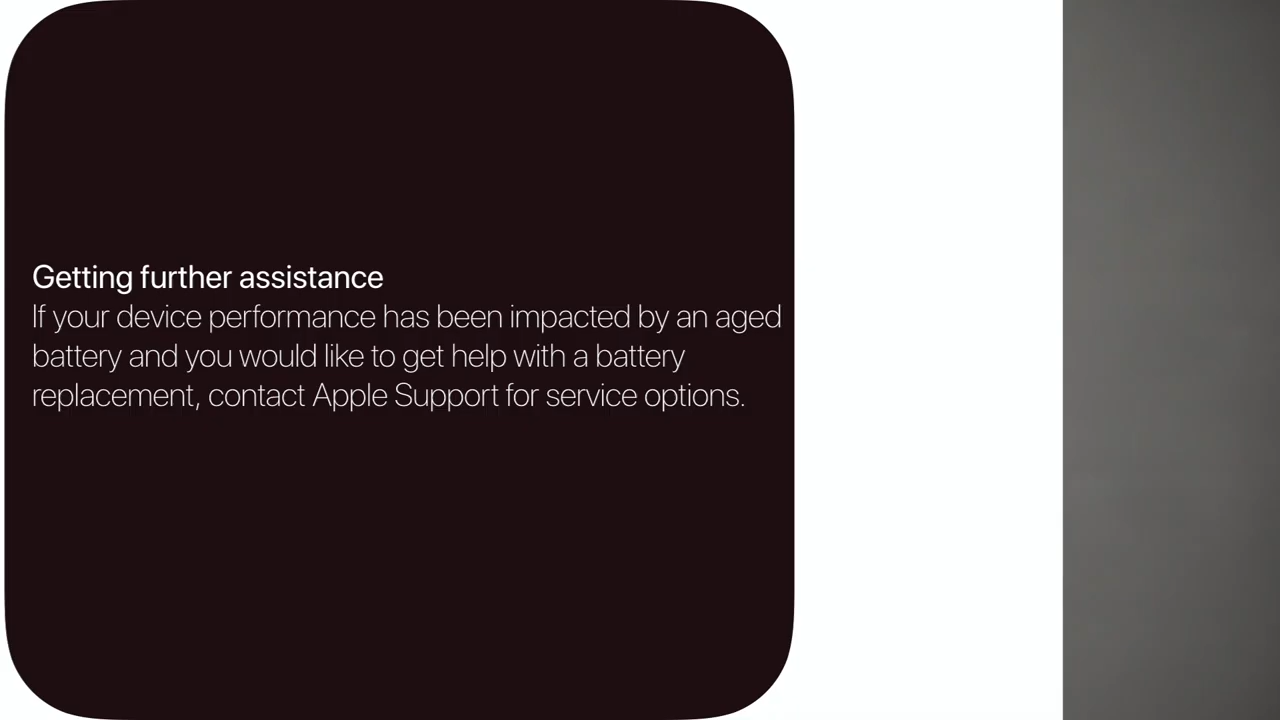 Getting further assistance
If your device performance has been impacted by an aged
battery and you would like to get help with a battery
replacement, contact Apple Support for service options.